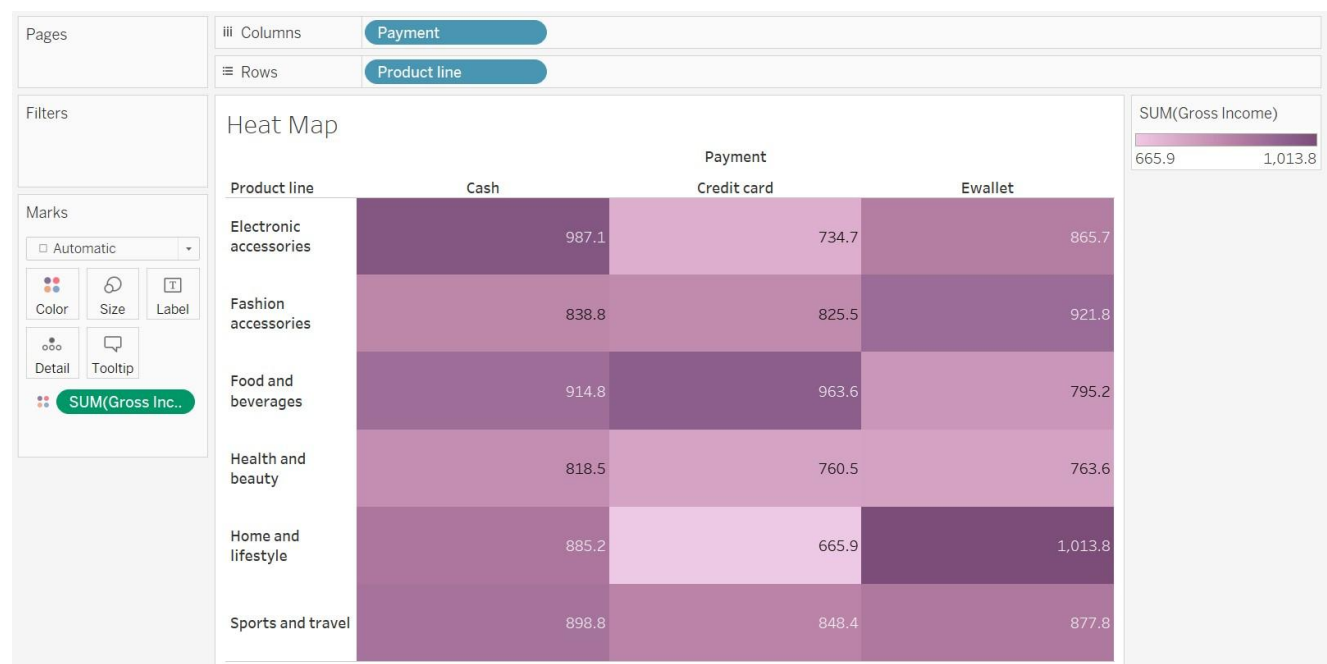 Pages
iii Columns
Payment
Rows
Product line
Filters
Marks
Automatic
Color
Size
T
Label
Detail
Tooltip
SUM(Gross Inc..
Heat Map
Payment
Product line Cash Credit card Ewallet
Electronic
accessories
987.1 734.7 865.7
Fashion
accessories
838.8 825.5 921.8
Food and
beverages
914.8 963.6 795.2
Health and
beauty
818.5 760.5 763.6
Home and
lifestyle
885.2 665.9 1,013.8
Sports and travel 898.8 848.4 877.8
SUM(Gross Income)
665.9 1,013.8